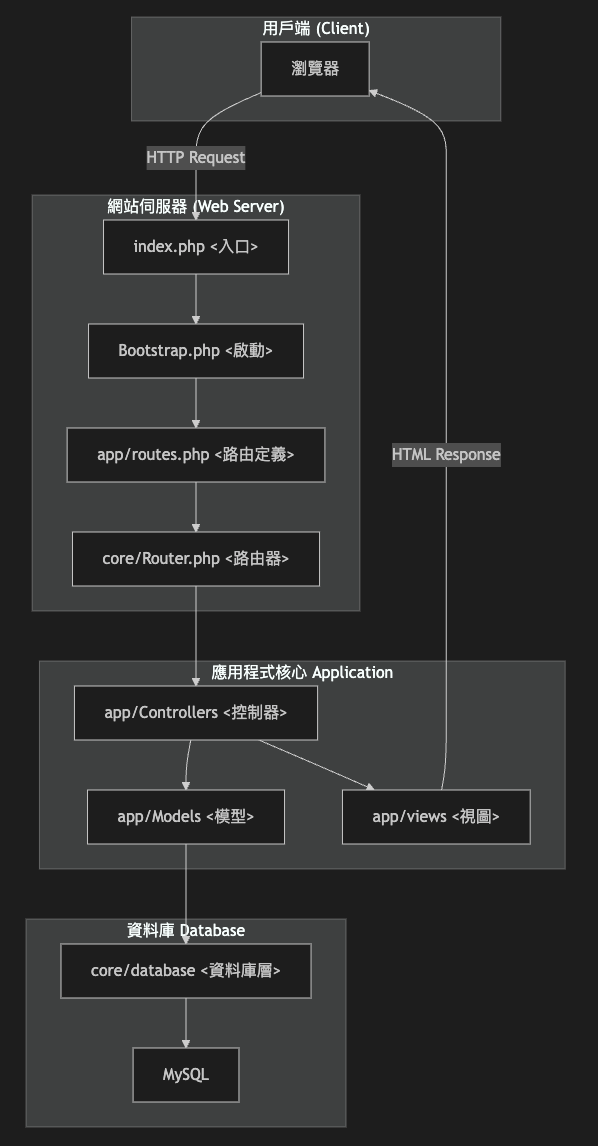 用戶端 (Client)
瀏覽器
HTTP Request
網站伺服器 (Web Server)
index.php <入口>
Bootstrap.php <啟動>
app/routes.php <路由定義>
HTML Response
core/Router.php <路由器>
應用程式核心 Application
app/Controllers <控制器>
app/Models <模型>
app/views <視圖>
資料庫 Database
core/database <資料庫層>
MySQL